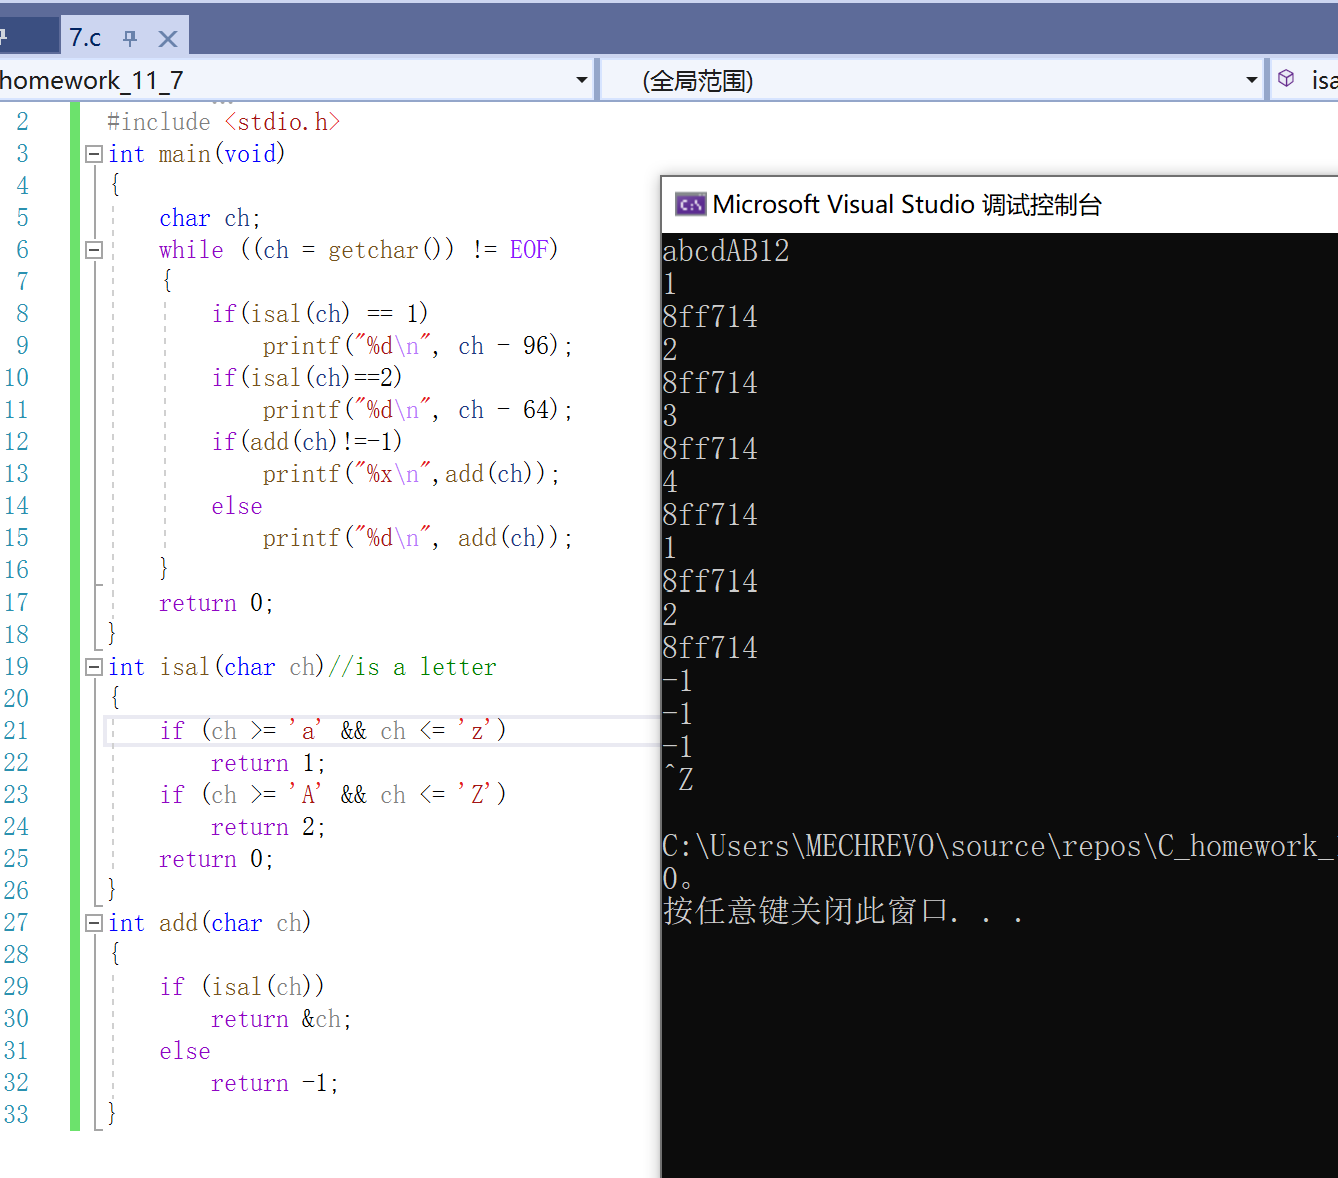 7.c
homework_11_7
(全局范围)
isa
2 #include <stdio.h>
3 int main(void)
4 {
5 char ch;
6 while ((ch = getchar()) != EOF)
7 {
8 if(isal(ch) == 1)
9 printf("%d\n", ch - 96);
10 if(isal(ch)==2)
11 printf("%d\n", ch - 64);
12 if(add(ch)!=-1)
13 printf("%x\n",add(ch));
14 else
15 printf("%d\n", add(ch));
16 }
17 return 0;
18 }
19 int isal(char ch)//is a letter
20 {
21 if (ch >= 'a' && ch <= 'z')
22 return 1;
23 if (ch >= 'A' && ch <= 'Z')
24 return 2;
25 return 0;
26 }
27 int add(char ch)
28 {
29 if (isal(ch))
30 return &ch;
31 else
32 return -1;
33 }
Microsoft Visual Studio 调试控制台
abcdAB12
1
8ff714
2
8ff714
3
8ff714
4
8ff714
1
8ff714
2
8ff714
-1
-1
-1
^Z
C:\Users\MECHREVO\source\repos\C_homework_
0。
按任意键关闭此窗口. . .